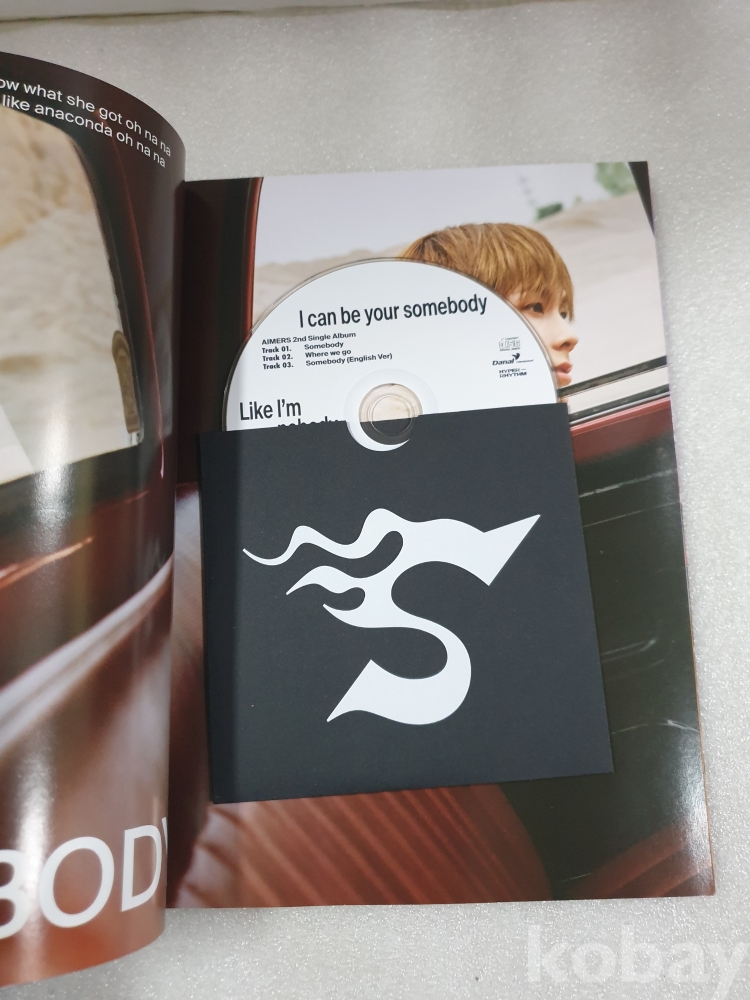 ow what she got oh na na
like anaconda oh na na
I can be your somebody
AIMERS 2nd Single Album
Track 01. Somebody
Track 02. Where we go
Track 03. Somebody (English Ver)
Danal
HYPER
RHYTHM
Like I'm
nobody
S
BODY
kobay